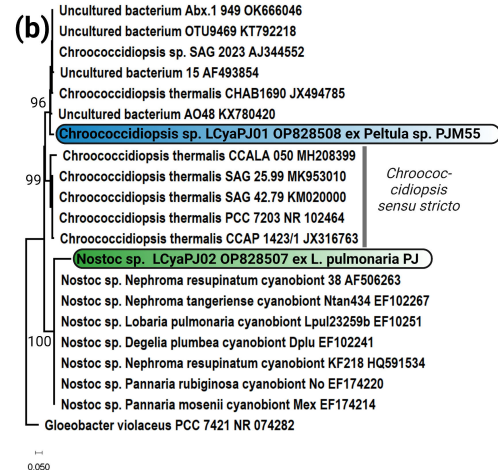 (b)
Uncultured bacterium Abx.1 949 OK666046
Uncultured bacterium OTU9469 KT792218
Chroococcidiopsis sp. SAG 2023 AJ344552
Uncultured bacterium 15 AF493854
96
Chroococcidiopsis thermalis CHAB1690 JX494785
Uncultured bacterium AO48 KX780420
Chroococcidiopsis sp. LCyaPJ01 OP828508 ex Peltula sp. PJM55
Chroococcidiopsis thermalis CCALA 050 MH208399
99
Chroococcidiopsis thermalis SAG 25.99 MK953010
Chroococcidiopsis thermalis SAG 42.79 KM020000
Chroococcidiopsis thermalis PCC 7203 NR 102464
Chroococcidiopsis thermalis CCAP 1423/1 JX316763
Chroococ-
cidiopsis
sensu stricto
Nostoc sp. LCyaPJ02 OP828507 ex L. pulmonaria PJ
Nostoc sp. Nephroma resupinatum cyanobiont 38 AF506263
Nostoc sp. Nephroma tangeriense cyanobiont Ntan434 EF102267
Nostoc sp. Lobaria pulmonaria cyanobiont Lpul23259b EF10251
100
Nostoc sp. Degelia plumbea cyanobiont Dplu EF102241
Nostoc sp. Nephroma resupinatum cyanobiont KF218 HQ591534
Nostoc sp. Pannaria rubiginosa cyanobiont No EF174220
Nostoc sp. Pannaria mosenii cyanobiont Mex EF174214
Gloeobacter violaceus PCC 7421 NR 074282
0.050